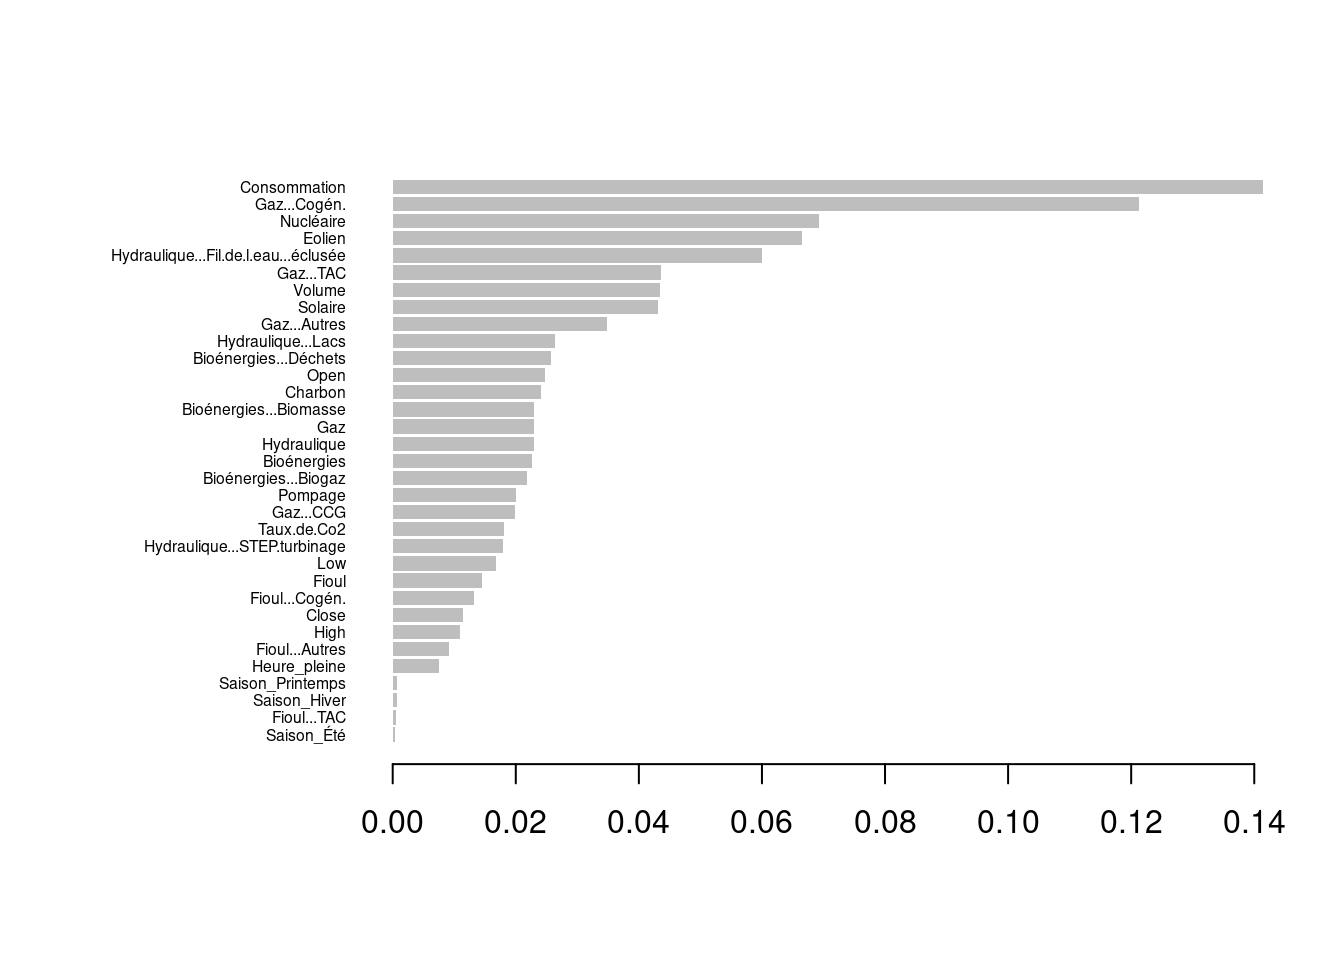 Consommation
Gaz...Cogén.
Nucléaire
Eolien
Hydraulique...Fil.de.l.eau...éclusée
Gaz...TAC
Volume
Solaire
Gaz...Autres
Hydraulique...Lacs
Bioénergies...Déchets
Open
Charbon
Bioénergies...Biomasse
Gaz
Hydraulique
Bioénergies
Bioénergies...Biogaz
Pompage
Gaz...CCG
Taux.de.Co2
Hydraulique...STEP.turbinage
Low
Fioul
Fioul...Cogén.
Close
High
Fioul...Autres
Heure_pleine
Saison_Printemps
Saison_Hiver
Fioul...TAC
Saison_Été
0.00 0.02 0.04 0.06 0.08 0.10 0.12 0.14